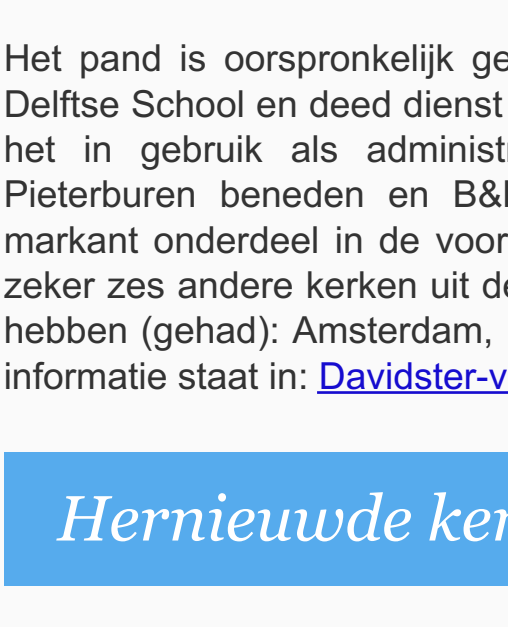 Het pand is oorspronkelijk ge
Delftse School en deed dienst
het in gebruik als administr
Pieterburen beneden en B&
markant onderdeel in de voor
zeker zes andere kerken uit de
hebben (gehad): Amsterdam,
informatie staat in: Davidster-v
Hernieuwde ker